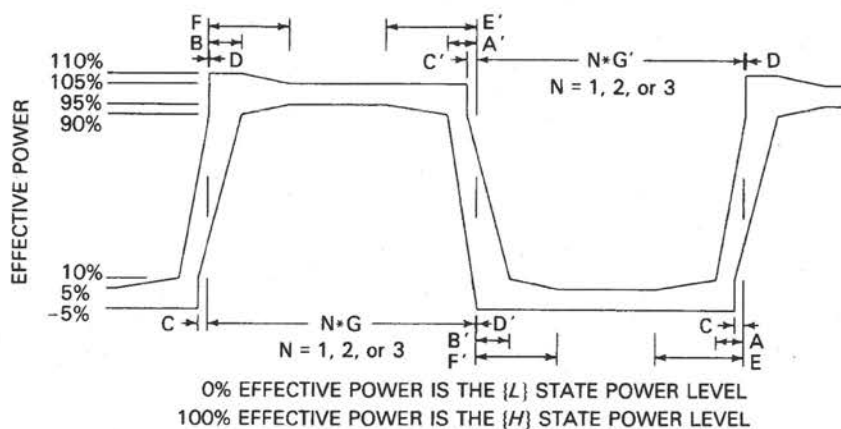 F
E'
B
A'
110%
D
C'
N*G'
D
105%
N = 1, 2, or 3
95%
90%
EFFECTIVE POWER
10%
5%
-5%
C
N*G
D'
C
N = 1, 2, or 3
B'
A
F'
E
0% EFFECTIVE POWER IS THE {L} STATE POWER LEVEL
100% EFFECTIVE POWER IS THE {H} STATE POWER LEVEL